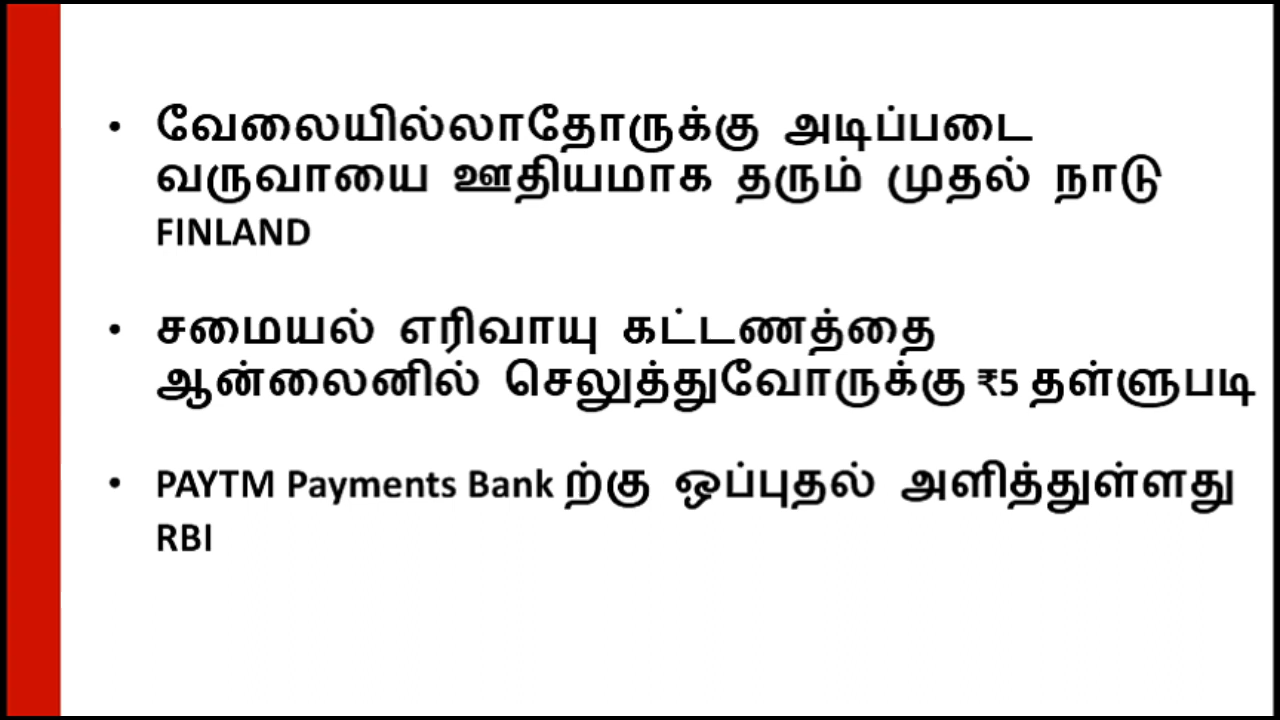 • வேலையில்லாதோருக்கு அடிப்படை
வருவாயை ஊதியமாக தரும் முதல் நாடு
FINLAND
• சமையல் எரிவாயு கட்டணத்தை
ஆன்லைனில் செலுத்துவோருக்கு ₹5 தள்ளுபடி
• PAYTM Payments Bank ற்கு ஒப்புதல் அளித்துள்ளது
RBI